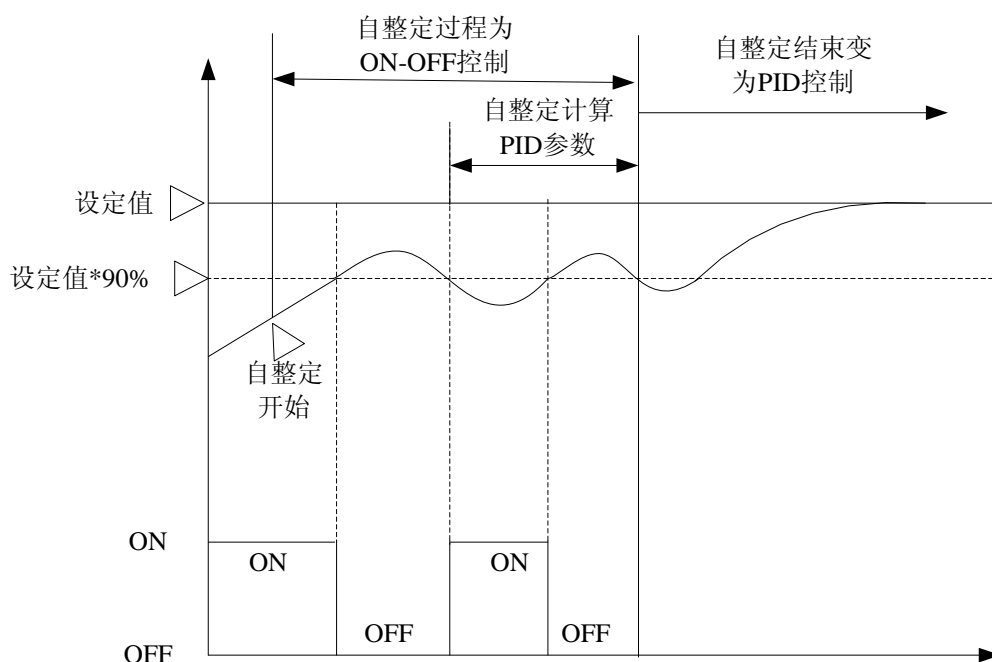 自整定过程为
ON-OFF控制
自整定结束变
为PID控制
自整定计算
PID参数
设定值
设定值*90%
自整定
开始
ON
ON
ON
OFF
OFF
OFF